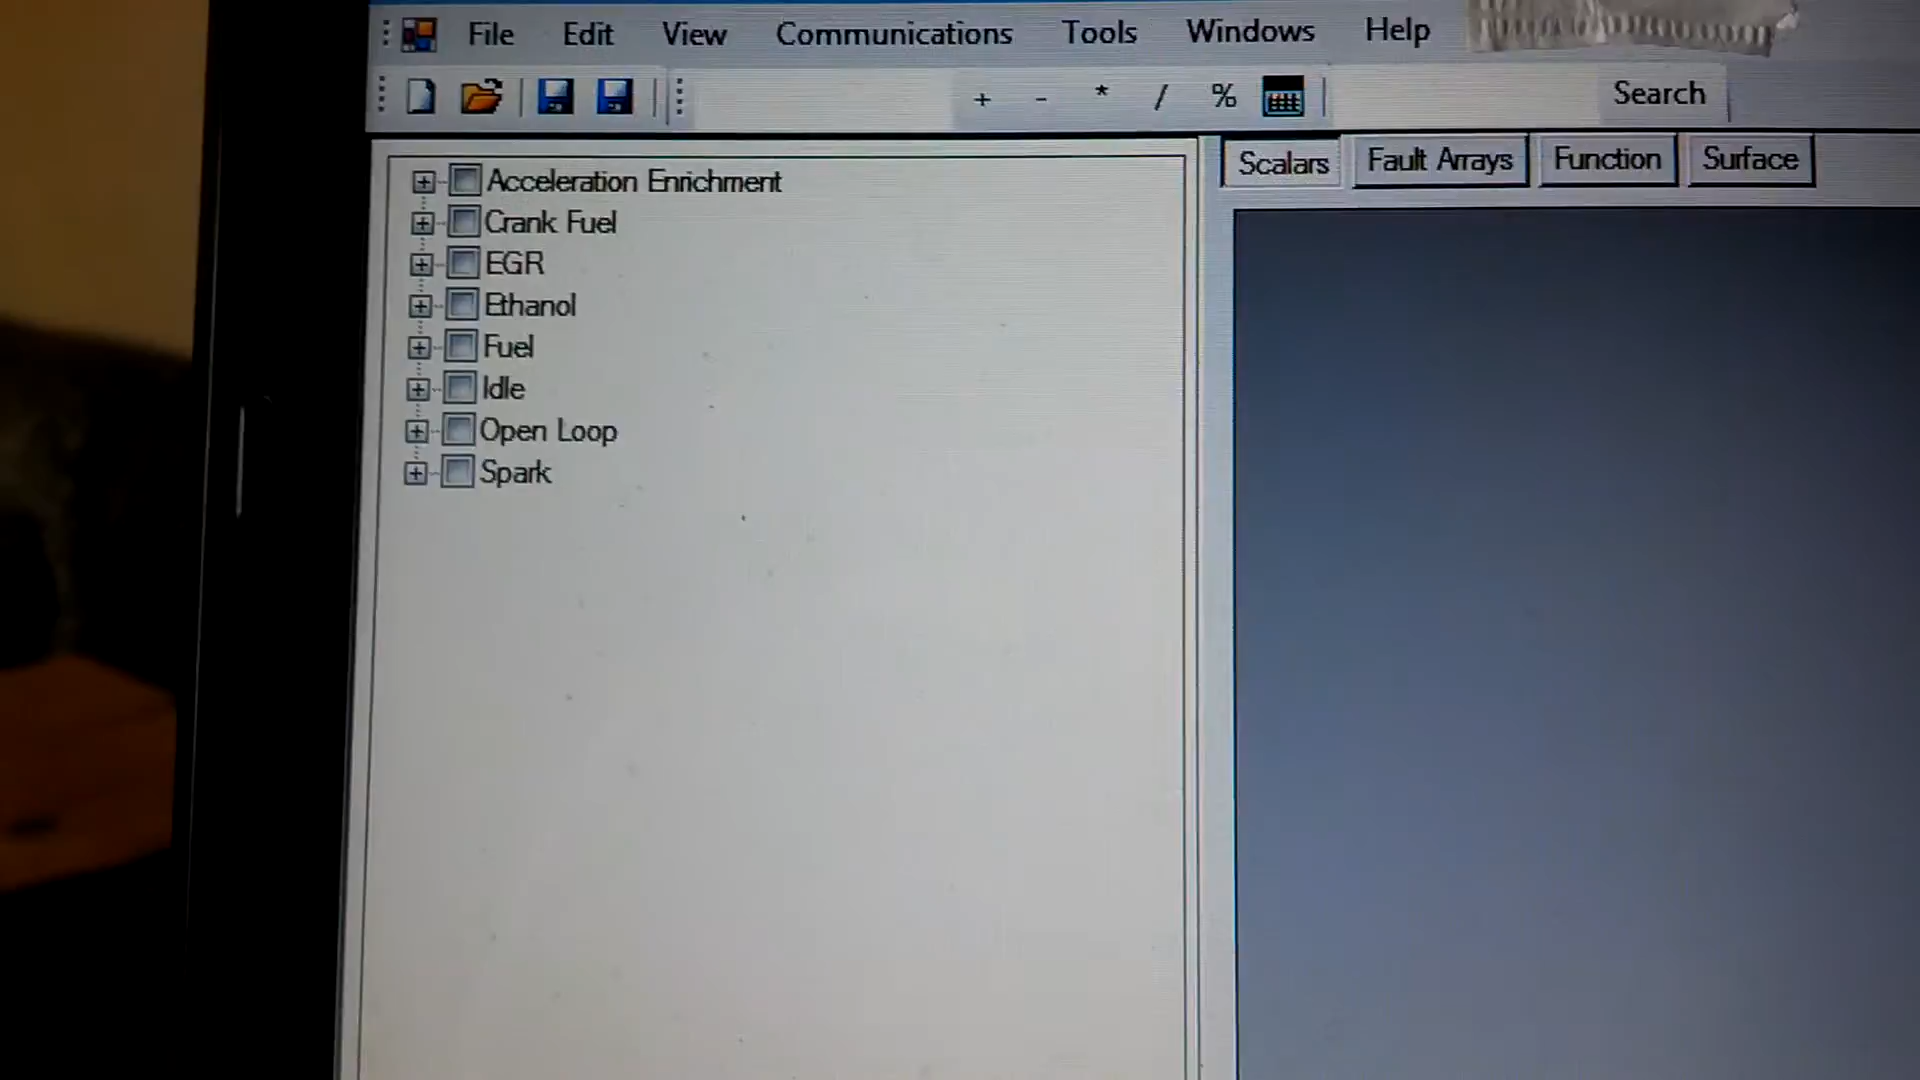 File Edit View Communications Tools Windows Help
+ - * / % Search
Scalars Fault Arrays Function Surface
Acceleration Enrichment
Crank Fuel
EGR
Ethanol
Fuel
Idle
Open Loop
Spark